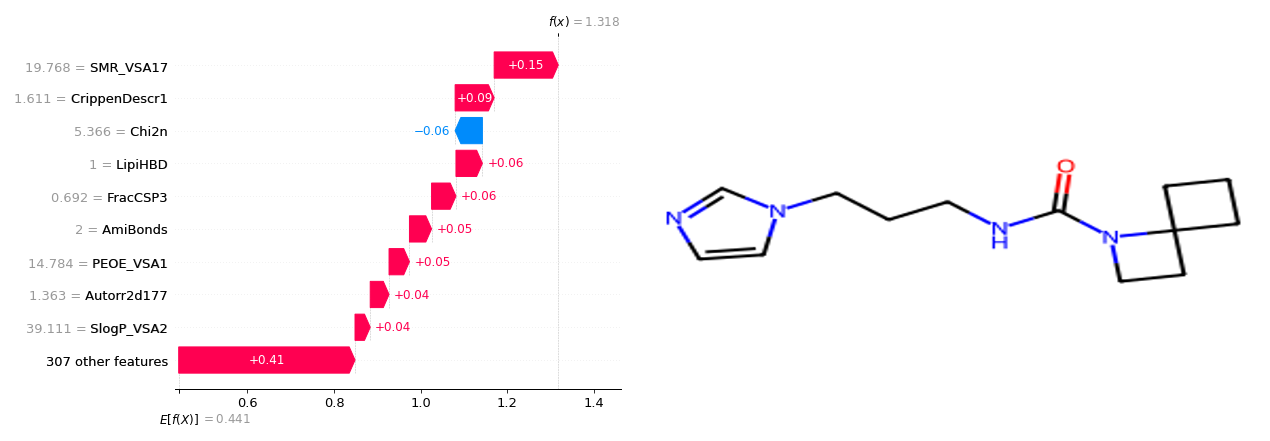 f(x) = 1.318
19.768 = SMR_VSA17
+0.15
1.611 = CrippenDescr1
+0.09
5.366 = Chi2n
−0.06
1 = LipiHBD
+0.06
0.692 = FracCSP3
+0.06
2 = AmiBonds
+0.05
14.784 = PEOE_VSA1
+0.05
1.363 = Autorr2d177
+0.04
39.111 = SlogP_VSA2
+0.04
307 other features
+0.41
0.6 0.8 1.0 1.2 1.4
E[f(X)] = 0.441
O
N
N
N
H
N